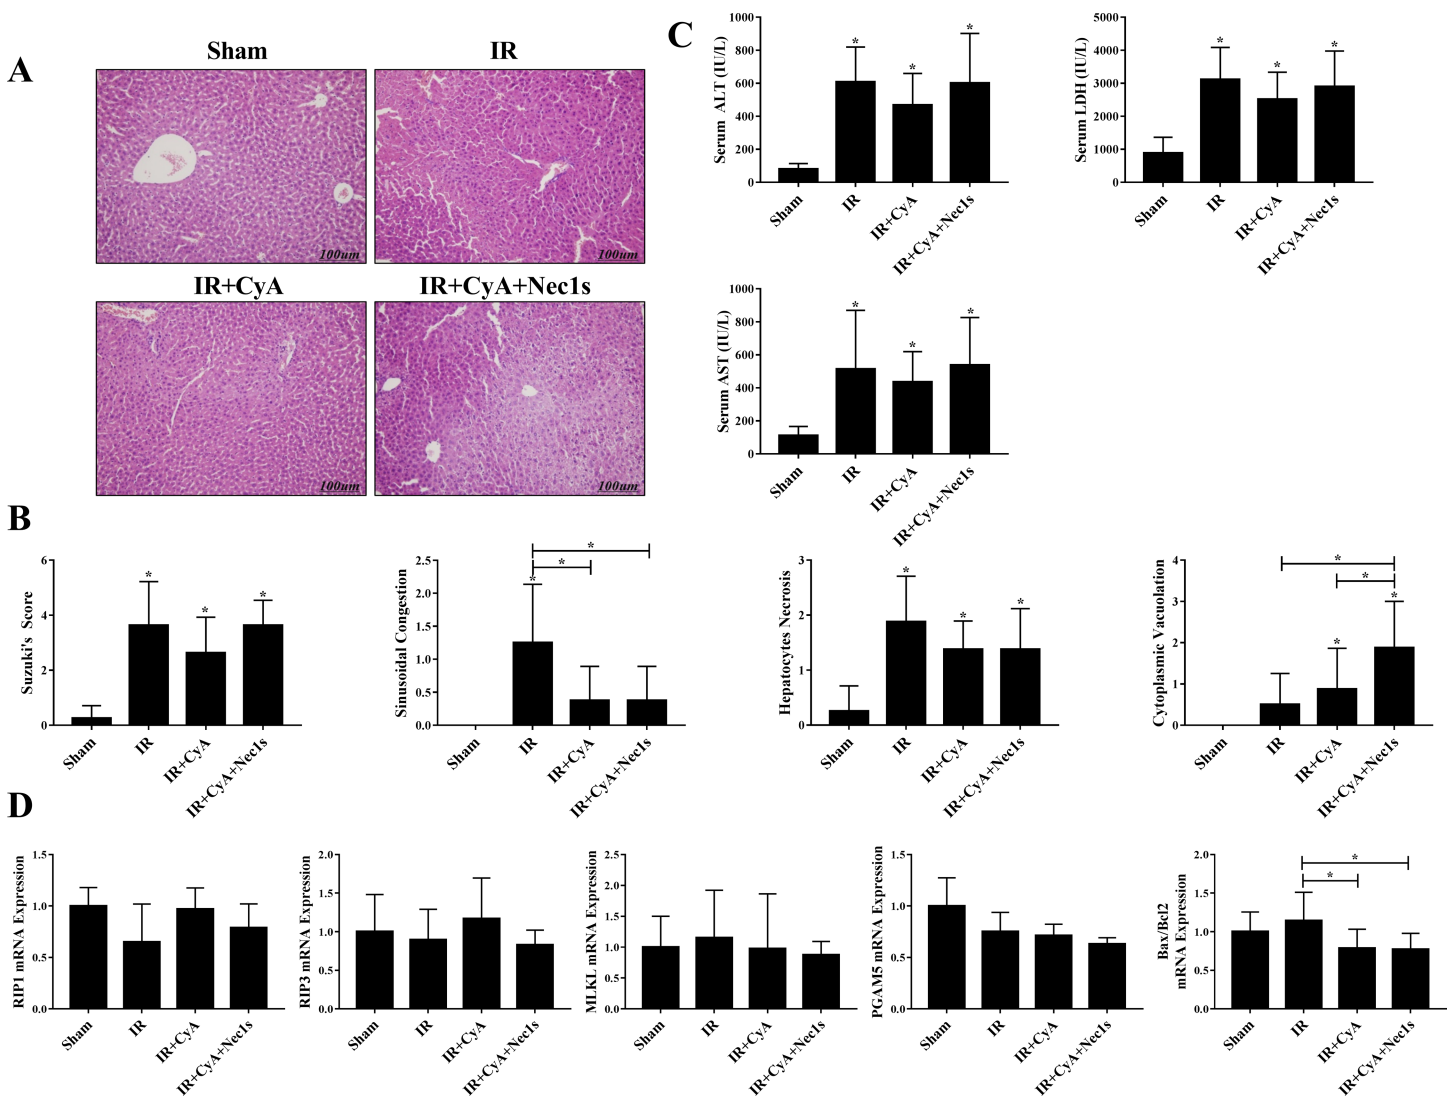 A
Sham
IR
100um
100um
IR+CyA
IR+CyA+Nec1s
100um
100um
C
Serum ALT (IU/L)
1000
800
600
400
200
0
*
*
*
Sham
IR
IR+CyA
IR+CyA+Nec1s
Serum LDH (IU/L)
5000
4000
3000
2000
1000
0
*
*
*
Sham
IR
IR+CyA
IR+CyA+Nec1s
Serum AST (IU/L)
1000
800
600
400
200
0
*
*
*
Sham
IR
IR+CyA
IR+CyA+Nec1s
B
Suzuki's Score
6
4
2
0
*
*
*
Sham
IR
IR+CyA
IR+CyA+Nec1s
Sinusoidal Congestion
2.5
2.0
1.5
1.0
0.5
0.0
*
*
*
Sham
IR
IR+CyA
IR+CyA+Nec1s
Hepatocytes Necrosis
3
2
1
0
*
*
*
Sham
IR
IR+CyA
IR+CyA+Nec1s
Cytoplasmic Vacuolation
4
3
2
1
0
*
*
*
*
Sham
IR
IR+CyA
IR+CyA+Nec1s
D
RIP1 mRNA Expression
1.5
1.0
0.5
0.0
Sham
IR
IR+CyA
IR+CyA+Nec1s
RIP3 mRNA Expression
2.0
1.5
1.0
0.5
0.0
Sham
IR
IR+CyA
IR+CyA+Nec1s
MLKL mRNA Expression
2.5
2.0
1.5
1.0
0.5
0.0
Sham
IR
IR+CyA
IR+CyA+Nec1s
PGAM5 mRNA Expression
1.5
1.0
0.5
0.0
Sham
IR
IR+CyA
IR+CyA+Nec1s
Bax/Bcl2
mRNA Expression
2.0
1.5
1.0
0.5
0.0
*
*
Sham
IR
IR+CyA
IR+CyA+Nec1s